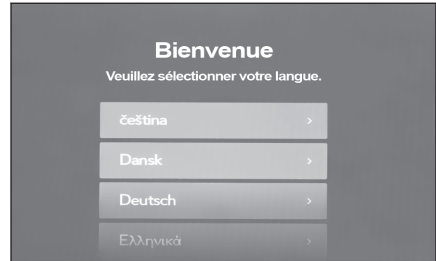 Bienvenue
Veuillez sélectionner votre langue.
čeština
Dansk
Deutsch
Ελληνικά